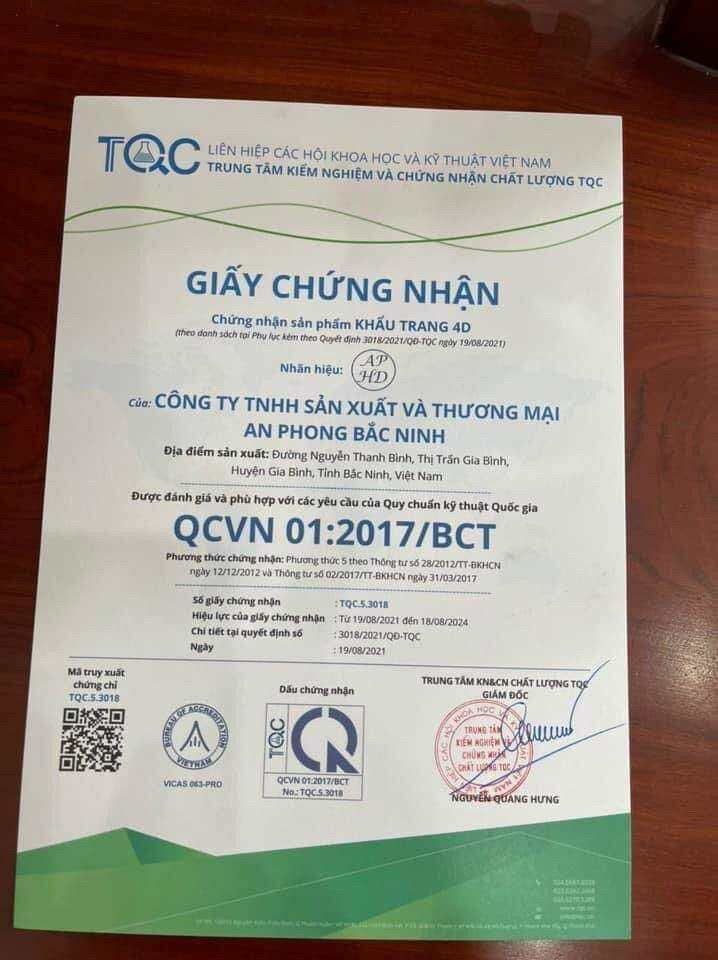 TQC
LIÊN HIỆP CÁC HỘI KHOA HỌC VÀ KỸ THUẬT VIỆT NAM
TRUNG TÂM KIỂM NGHIỆM VÀ CHỨNG NHẬN CHẤT LƯỢNG TQC
GIẤY CHỨNG NHẬN
Chứng nhận sản phẩm KHẨU TRANG 4D
(theo danh sách tại Phụ lục kèm theo Quyết định 3018/2021/QĐ-TQC ngày 19/08/2021)
Nhãn hiệu: AP HD
Của: CÔNG TY TNHH SẢN XUẤT VÀ THƯƠNG MẠI
AN PHONG BẮC NINH
Địa điểm sản xuất: Đường Nguyễn Thanh Bình, Thị Trấn Gia Bình,
Huyện Gia Bình, Tỉnh Bắc Ninh, Việt Nam
Được đánh giá và phù hợp với các yêu cầu của Quy chuẩn kỹ thuật Quốc gia
QCVN 01:2017/BCT
Phương thức chứng nhận: Phương thức 5 theo Thông tư số 28/2012/TT-BKHCN
ngày 12/12/2012 và Thông tư số 02/2017/TT-BKHCN ngày 31/03/2017
Số giấy chứng nhận : TQC.5.3018
Hiệu lực của giấy chứng nhận : Từ 19/08/2021 đến 18/08/2024
Chi tiết tại quyết định số : 3018/2021/QĐ-TQC
Ngày : 19/08/2021
Mã truy xuất
chứng chỉ
TQC.5.3018
BUREAU OF ACCREDITATION
VIETNAM
VICAS 063-PRO
Dấu chứng nhận
TQC
QCVN 01:2017/BCT
No.: TQC.5.3018
TRUNG TÂM KN&CN CHẤT LƯỢNG TQC
GIÁM ĐỐC
TRUNG TÂM
KIỂM NGHIỆM VÀ
CHỨNG NHẬN
CHẤT LƯỢNG TQC
NGUYỄN QUANG HƯNG